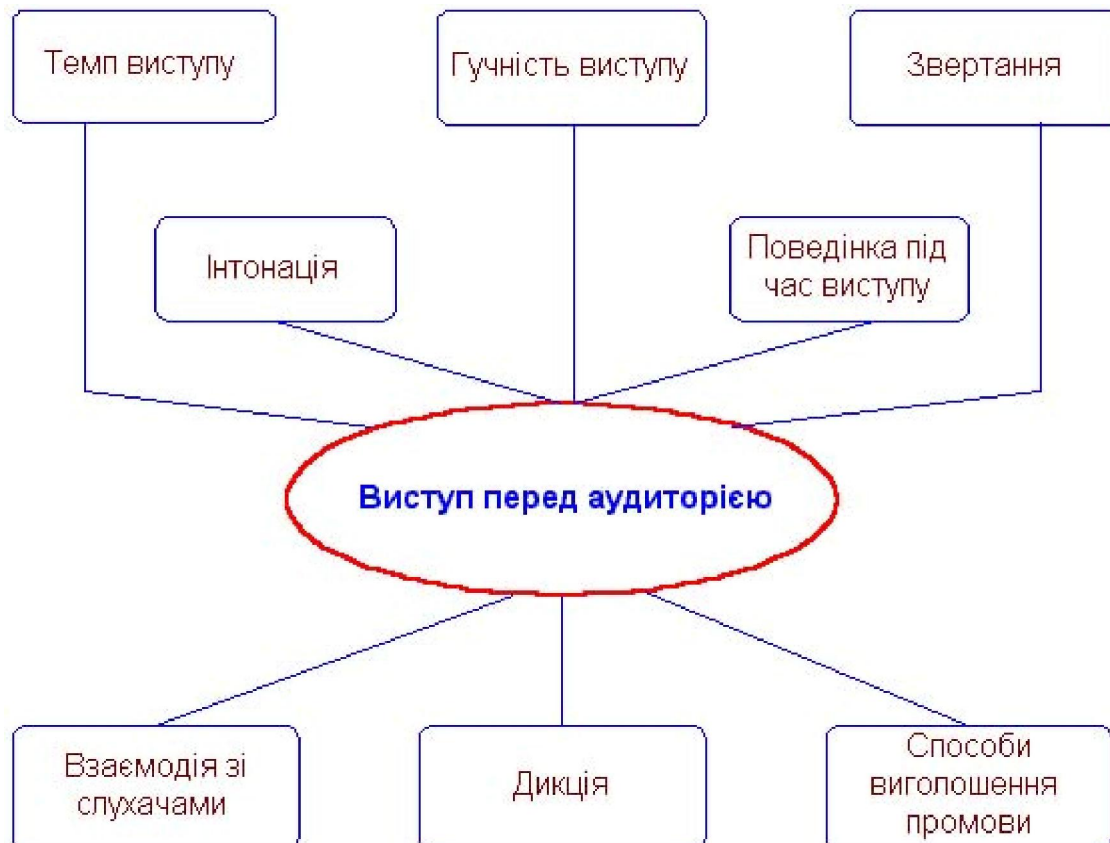 Темп виступу
Гучність виступу
Звертання
Інтонація
Поведінка під
час виступу
Виступ перед аудиторією
Взаємодія зі
слухачами
Дикція
Способи
виголошення
промови